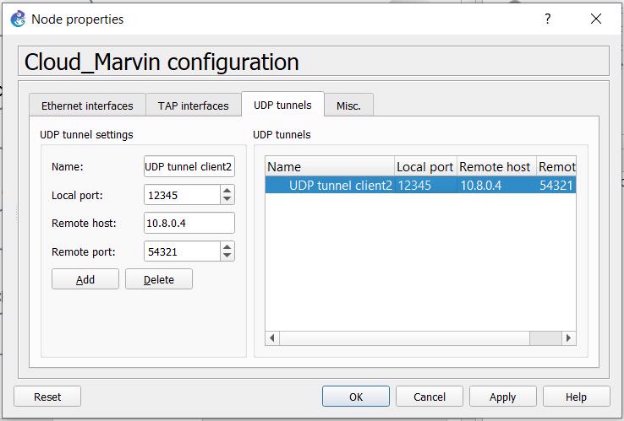 Node properties
?
Cloud_Marvin configuration
Ethernet interfaces TAP interfaces UDP tunnels Misc.
UDP tunnel settings
Name: UDP tunnel client2
Local port: 12345
Remote host: 10.8.0.4
Remote port: 54321
Add Delete
UDP tunnels
Name Local port Remote host Remot
UDP tunnel client2 12345 10.8.0.4 54321
Reset OK Cancel Apply Help